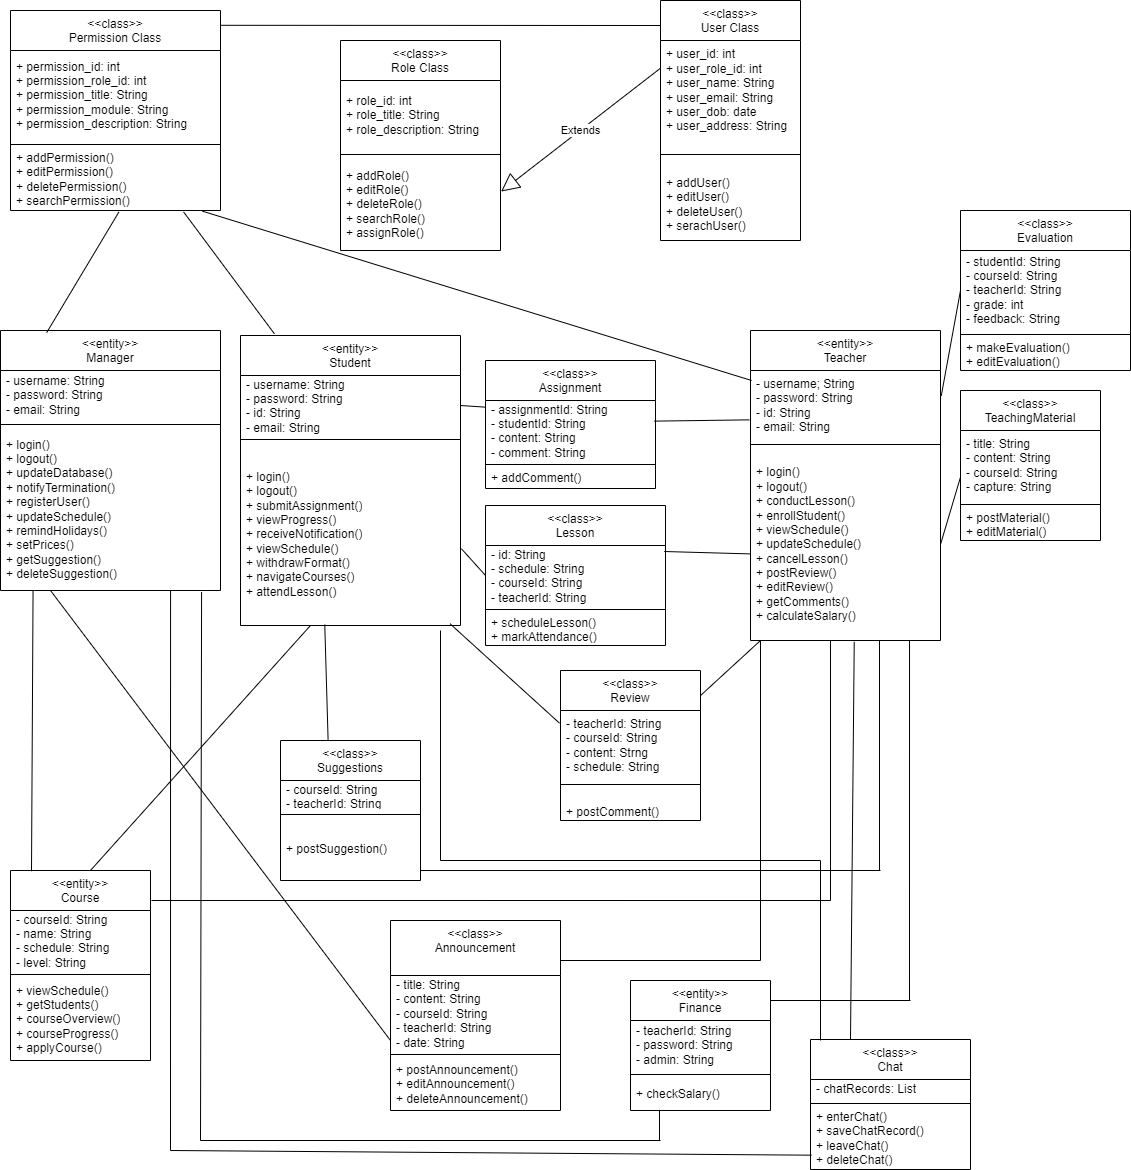 <<class>>
Permission Class
+ permission_id: int
+ permission_role_id: int
+ permission_title: String
+ permission_module: String
+ permission_description: String
+ addPermission()
+ editPermission()
+ deletePermission()
+ searchPermission()
<<class>>
Role Class
+ role_id: int
+ role_title: String
+ role_description: String
+ addRole()
+ editRole()
+ deleteRole()
+ searchRole()
+ assignRole()
<<class>>
User Class
+ user_id: int
+ user_role_id: int
+ user_name: String
+ user_email: String
+ user_dob: date
+ user_address: String
+ addUser()
+ editUser()
+ deleteUser()
+ serachUser()
Extends
<<class>>
Evaluation
- studentId: String
- courseId: String
- teacherId: String
- grade: int
- feedback: String
+ makeEvaluation()
+ editEvaluation()
<<entity>>
Manager
- username: String
- password: String
- email: String
+ login()
+ logout()
+ updateDatabase()
+ notifyTermination()
+ registerUser()
+ updateSchedule()
+ remindHolidays()
+ setPrices()
+ getSuggestion()
+ deleteSuggestion()
<<entity>>
Student
- username: String
- password: String
- id: String
- email: String
+ login()
+ logout()
+ submitAssignment()
+ viewProgress()
+ receiveNotification()
+ viewSchedule()
+ withdrawFormat()
+ navigateCourses()
+ attendLesson()
<<class>>
Assignment
- assignmentId: String
- studentId: String
- content: String
- comment: String
+ addComment()
<<entity>>
Teacher
- username; String
- password: String
- id: String
- email: String
+ login()
+ logout()
+ conductLesson()
+ enrollStudent()
+ viewSchedule()
+ updateSchedule()
+ cancelLesson()
+ postReview()
+ editReview()
+ getComments()
+ calculateSalary()
<<class>>
TeachingMaterial
- title: String
- content: String
- courseId: String
- capture: String
+ postMaterial()
+ editMaterial()
<<class>>
Lesson
- id: String
- schedule: String
- courseId: String
- teacherId: String
+ scheduleLesson()
+ markAttendance()
<<class>>
Review
- teacherId: String
- courseId: String
- content: Strng
- schedule: String
+ postComment()
<<class>>
Suggestions
- courseId: String
- teacherId: String
+ postSuggestion()
<<entity>>
Course
- courseId: String
- name: String
- schedule: String
- level: String
+ viewSchedule()
+ getStudents()
+ courseOverview()
+ courseProgress()
+ applyCourse()
<<class>>
Announcement
- title: String
- content: String
- courseId: String
- teacherId: String
- date: String
+ postAnnouncement()
+ editAnnouncement()
+ deleteAnnouncement()
<<entity>>
Finance
- teacherId: String
- password: String
- admin: String
+ checkSalary()
<<class>>
Chat
- chatRecords: List
+ enterChat()
+ saveChatRecord()
+ leaveChat()
+ deleteChat()